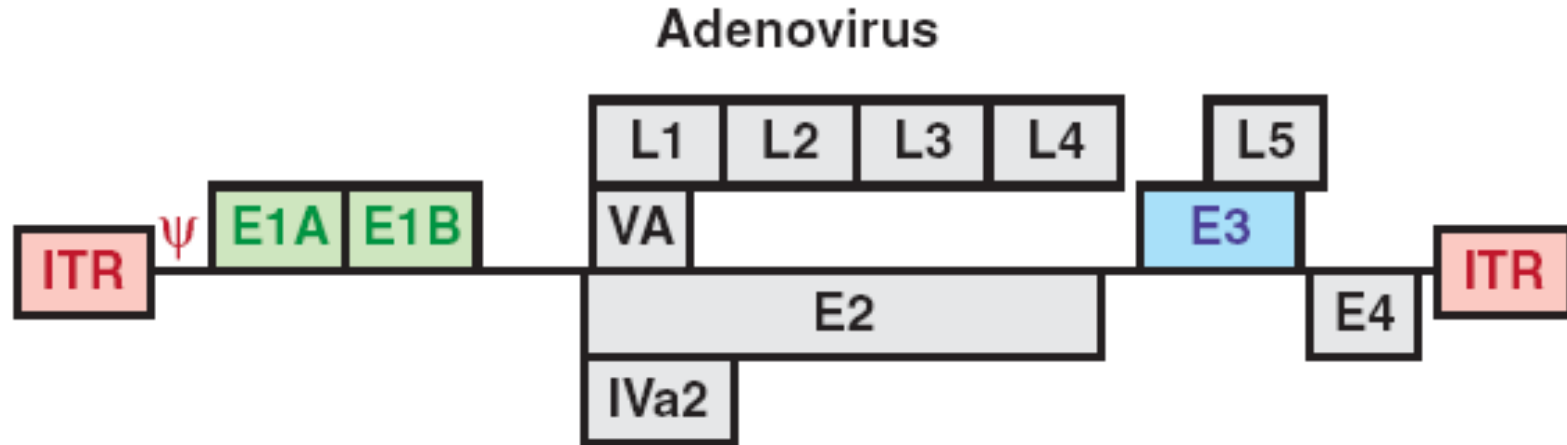 Adenovirus
L1 L2 L3 L4 L5
ψ E1A E1B VA E3
ITR ITR
E2 E4
IVa2